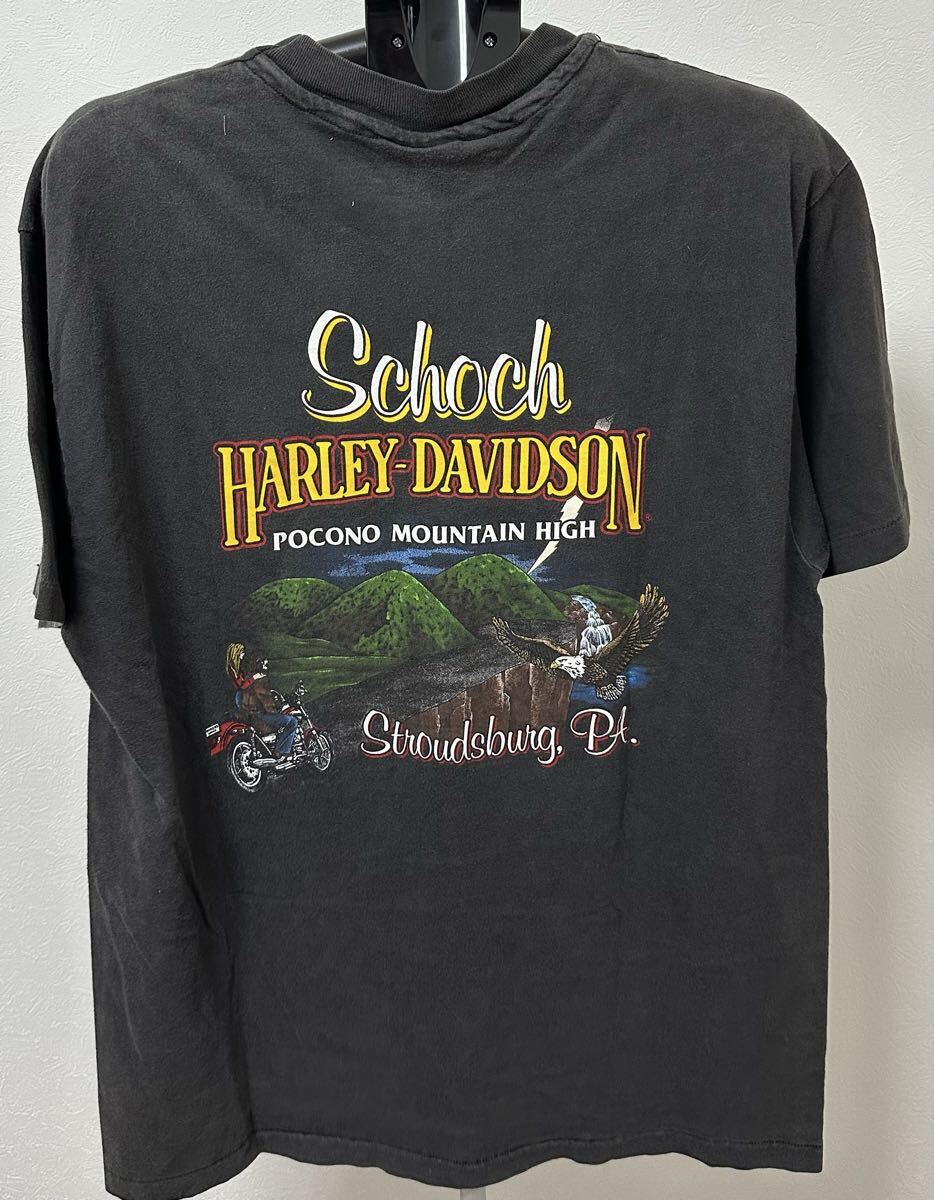 Schoch
HARLEY-DAVIDSON®
POCONO MOUNTAIN HIGH
Stroudsburg, PA.